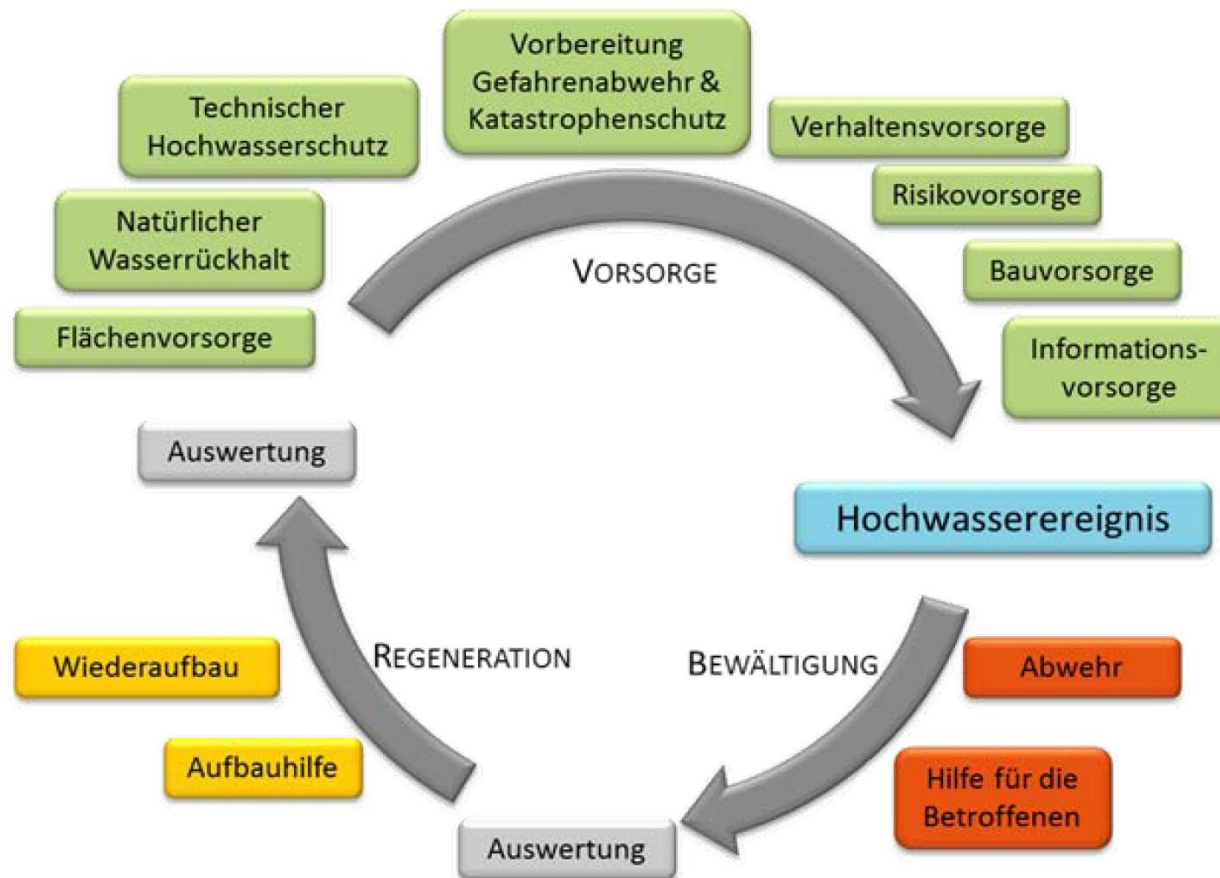 Vorbereitung
Gefahrenabwehr &
Katastrophenschutz
Technischer
Hochwasserschutz
Verhaltensvorsorge
Risikovorsorge
Natürlicher
Wasserrückhalt
Bauvorsorge
VORSORGE
Flächenvorsorge
Informations-
vorsorge
Auswertung
Hochwasserereignis
Wiederaufbau
REGENERATION
BEWÄLTIGUNG
Abwehr
Aufbauhilfe
Hilfe für die
Betroffenen
Auswertung